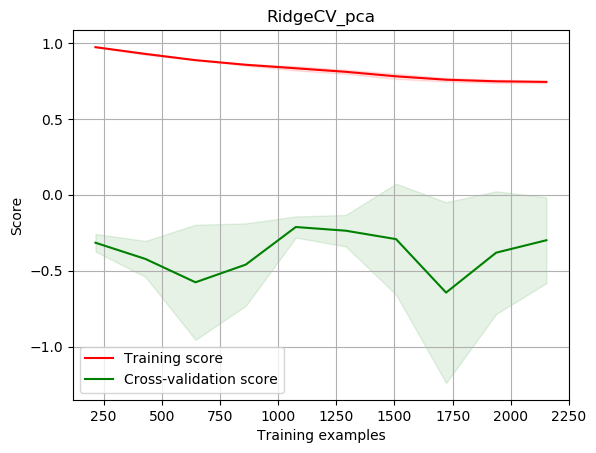 RidgeCV_pca
1.0
0.5
0.0
−0.5
−1.0
Score
Training score
Cross-validation score
250
500
750
1000
1250
1500
1750
2000
2250
Training examples